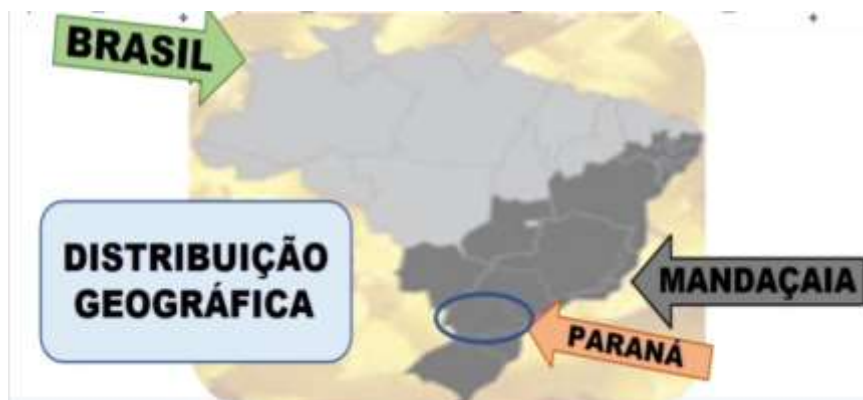 BRASIL
DISTRIBUIÇÃO
GEOGRÁFICA
MANDAÇAIA
PARANÁ